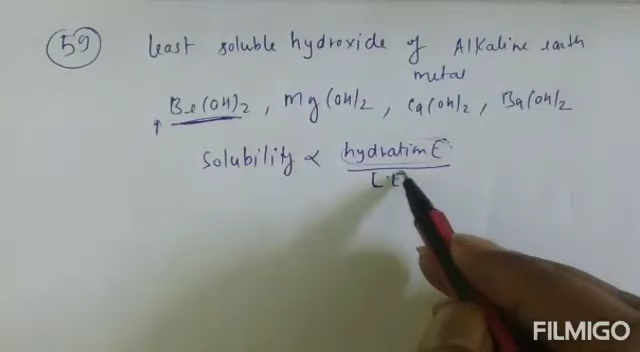 59 least soluble hydroxide of Alkaline earth
metal
Be(OH)2 , Mg(OH)2 , Ca(OH)2 , Ba(OH)2
Solubility ∝ hydration E
L.E
FILMIGO